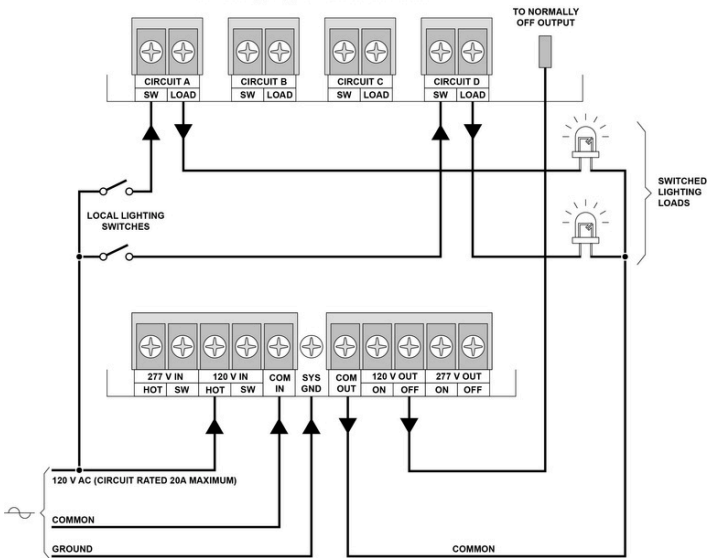 TO NORMALLY
OFF OUTPUT
CIRCUIT A
CIRCUIT B
CIRCUIT C
CIRCUIT D
SW LOAD
SW LOAD
SW LOAD
SW LOAD
SWITCHED
LIGHTING
LOADS
LOCAL LIGHTING
SWITCHES
277 V IN
120 V IN
COM
IN
SYS
GND
COM
OUT
120 V OUT
277 V OUT
HOT SW
HOT SW
ON OFF
ON OFF
120 V AC (CIRCUIT RATED 20A MAXIMUM)
COMMON
GROUND
COMMON